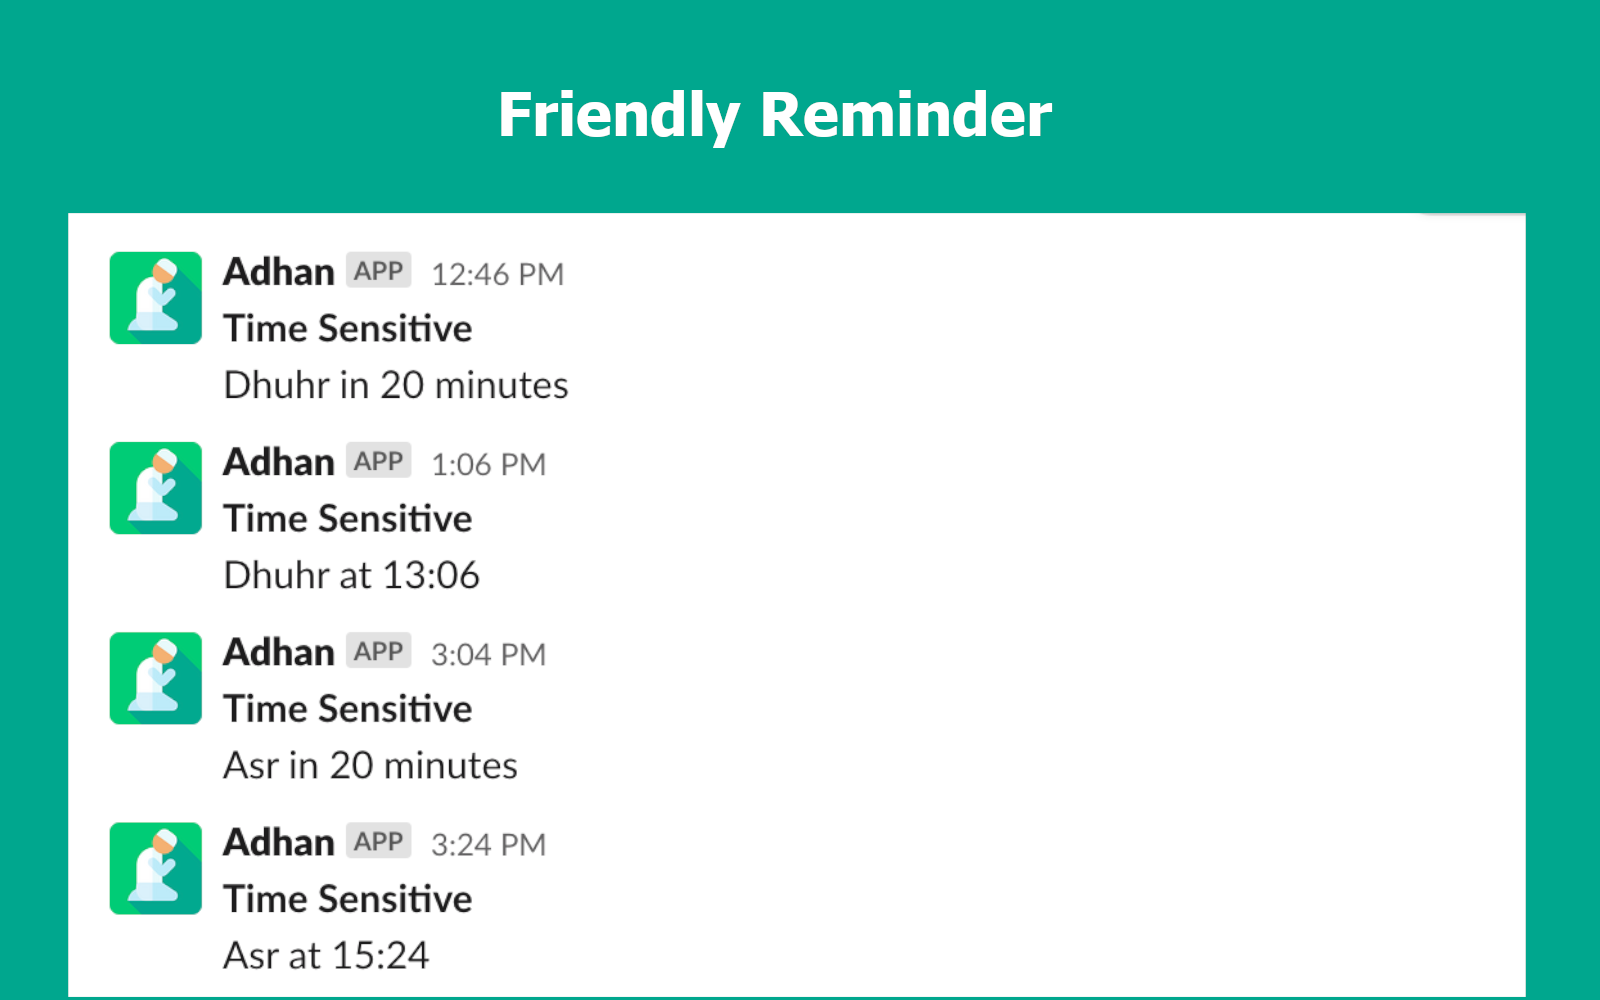 Friendly Reminder
Adhan APP 12:46 PM
Time Sensitive
Dhuhr in 20 minutes
Adhan APP 1:06 PM
Time Sensitive
Dhuhr at 13:06
Adhan APP 3:04 PM
Time Sensitive
Asr in 20 minutes
Adhan APP 3:24 PM
Time Sensitive
Asr at 15:24